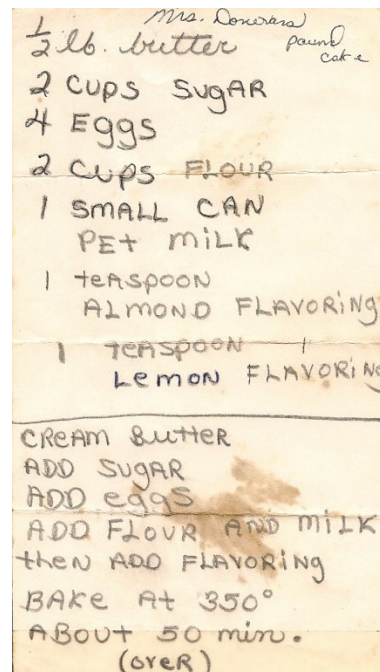 Mrs.
pound
cake
1/2 lb. butter
2 CUPS SUgAR
4 Eggs
2 CUPS FLOUR
1 SMALL CAN
PEt MILK
1 teASPOON
ALMOND FLAVORiNg
1 teASPOON
LemON FLAVORiNg
CREAM BUtteR
ADD SUgAR
ADD eggS
ADD FLOUR AND MiLK
theN ADD FLAVORiNg
BAKe At 350°
ABOUt 50 miN.
(oveR)